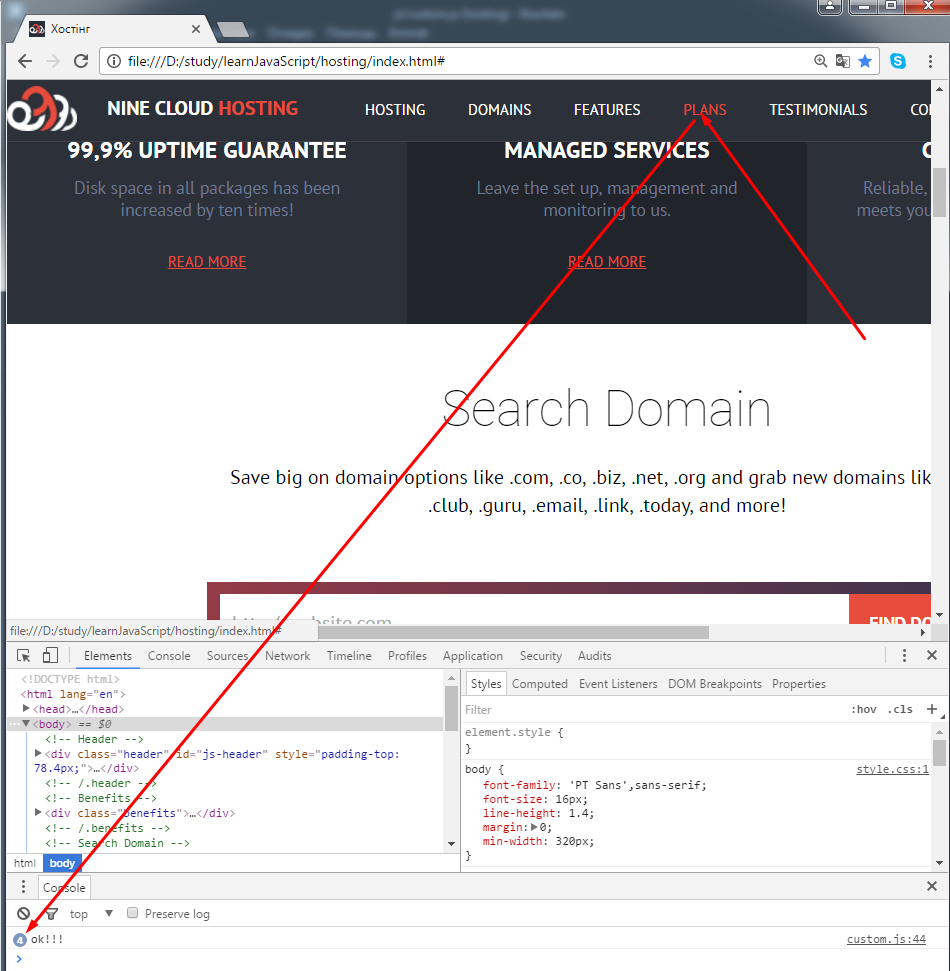 Хостінг
file:///D:/study/learnJavaScript/hosting/index.html#
NINE CLOUD HOSTING HOSTING DOMAINS FEATURES PLANS TESTIMONIALS CO
99,9% UPTIME GUARANTEE MANAGED SERVICES
Disk space in all packages has been Leave the set up, management and Reliable,
increased by ten times! monitoring to us. meets you
READ MORE READ MORE
Search Domain
Save big on domain options like .com, .co, .biz, .net, .org and grab new domains lik
.club, .guru, .email, .link, .today, and more!
FIND DO
file:///D:/study/learnJavaScript/hosting/index.html#
Elements Console Sources Network Timeline Profiles Application Security Audits
<!DOCTYPE html>
<html lang="en">
<head>…</head>
<body> == $0
<!-- Header -->
<div class="header" id="js-header" style="padding-top:
78.4px;">…</div>
<!-- /.header -->
<!-- Benefits -->
<div class="benefits">…</div>
<!-- /.benefits -->
<!-- Search Domain -->
html body
Styles Computed Event Listeners DOM Breakpoints Properties
Filter :hov .cls +
element.style {
}
body { style.css:1
font-family: 'PT Sans',sans-serif;
font-size: 16px;
line-height: 1.4;
margin: 0;
min-width: 320px;
}
Console
top Preserve log
4 ok!!! custom.js:44